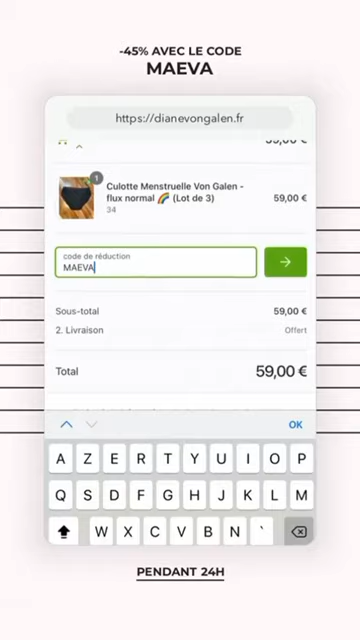 -45% AVEC LE CODE
MAEVA
https://dianevongalen.fr
59,00 €
1
Culotte Menstruelle Von Galen -
flux normal 🌈 (Lot de 3)
59,00 €
34
code de réduction
MAEVA
Sous-total
59,00 €
2. Livraison
Offert
Total
59,00 €
OK
A Z E R T Y U I O P
Q S D F G H J K L M
W X C V B N `
PENDANT 24H